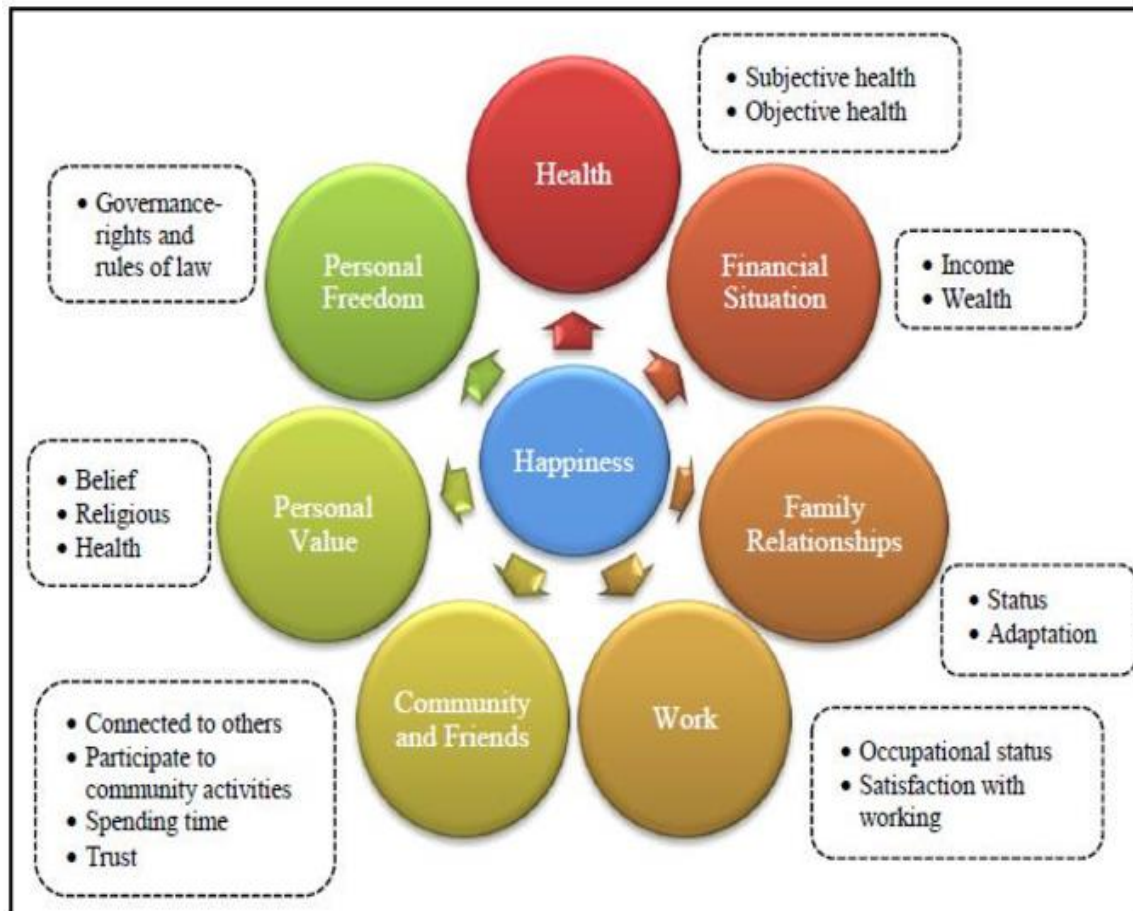 Health
• Subjective health
• Objective health
Financial
Situation
• Income
• Wealth
Family
Relationships
• Status
• Adaptation
Work
• Occupational status
• Satisfaction with
working
Community
and Friends
• Connected to others
• Participate to
community activities
• Spending time
• Trust
Personal
Value
• Belief
• Religious
• Health
Personal
Freedom
• Governance-
rights and
rules of law
Happiness